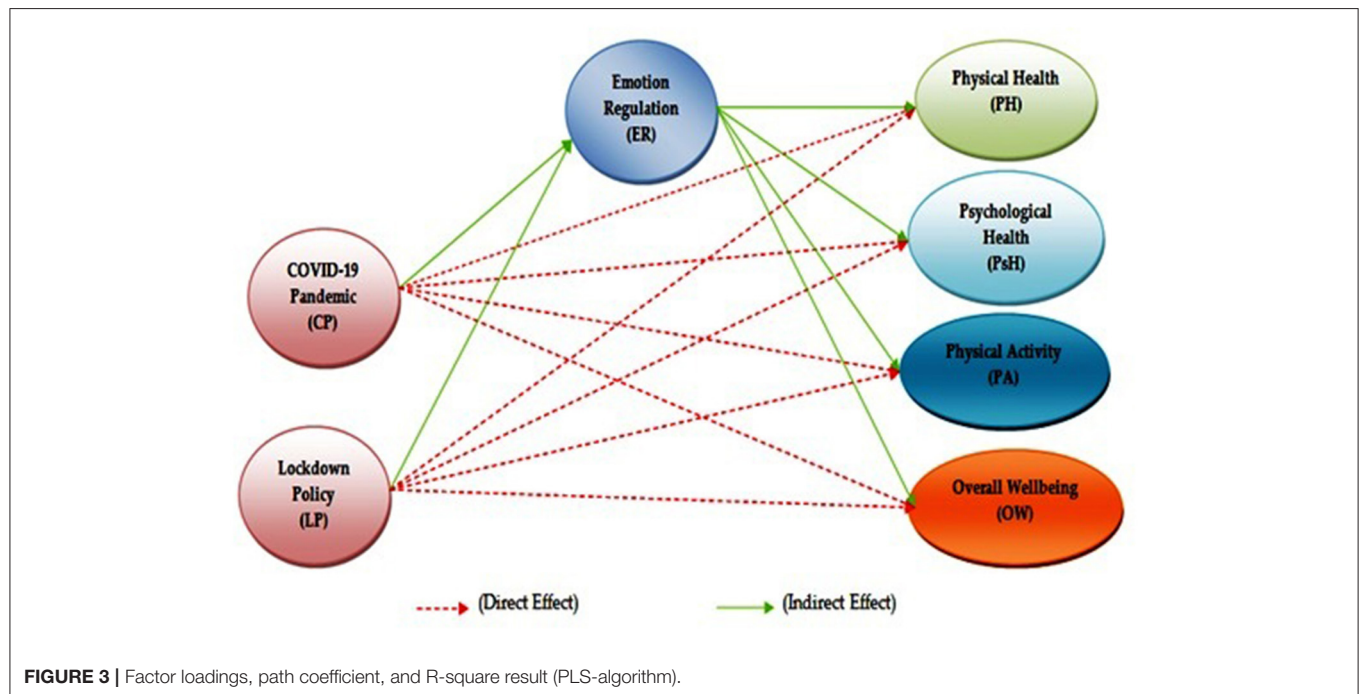 Emotion
Regulation
(ER)
Physical Health
(PH)
Psychological
Health
(PsH)
COVID-19
Pandemic
(CP)
Physical Activity
(PA)
Lockdown
Policy
(LP)
Overall Wellbeing
(OW)
(Direct Effect)
(Indirect Effect)
FIGURE 3 | Factor loadings, path coefficient, and R-square result (PLS-algorithm).